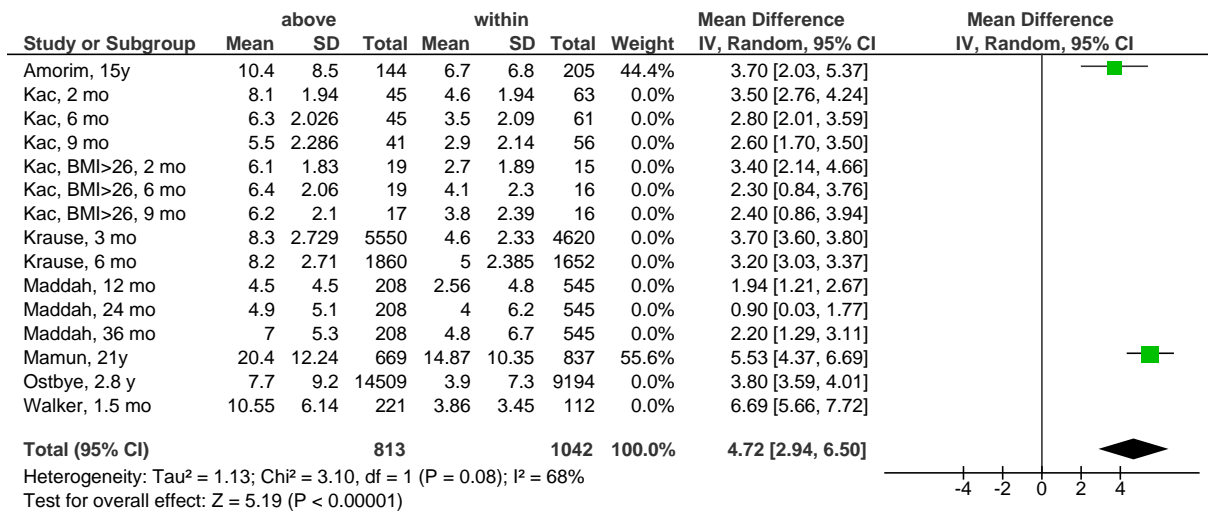 above within Mean Difference Mean Difference
Study or Subgroup Mean SD Total Mean SD Total Weight IV, Random, 95% CI IV, Random, 95% CI
Amorim, 15y 10.4 8.5 144 6.7 6.8 205 44.4% 3.70 [2.03, 5.37]
Kac, 2 mo 8.1 1.94 45 4.6 1.94 63 0.0% 3.50 [2.76, 4.24]
Kac, 6 mo 6.3 2.026 45 3.5 2.09 61 0.0% 2.80 [2.01, 3.59]
Kac, 9 mo 5.5 2.286 41 2.9 2.14 56 0.0% 2.60 [1.70, 3.50]
Kac, BMI>26, 2 mo 6.1 1.83 19 2.7 1.89 15 0.0% 3.40 [2.14, 4.66]
Kac, BMI>26, 6 mo 6.4 2.06 19 4.1 2.3 16 0.0% 2.30 [0.84, 3.76]
Kac, BMI>26, 9 mo 6.2 2.1 17 3.8 2.39 16 0.0% 2.40 [0.86, 3.94]
Krause, 3 mo 8.3 2.729 5550 4.6 2.33 4620 0.0% 3.70 [3.60, 3.80]
Krause, 6 mo 8.2 2.71 1860 5 2.385 1652 0.0% 3.20 [3.03, 3.37]
Maddah, 12 mo 4.5 4.5 208 2.56 4.8 545 0.0% 1.94 [1.21, 2.67]
Maddah, 24 mo 4.9 5.1 208 4 6.2 545 0.0% 0.90 [0.03, 1.77]
Maddah, 36 mo 7 5.3 208 4.8 6.7 545 0.0% 2.20 [1.29, 3.11]
Mamun, 21y 20.4 12.24 669 14.87 10.35 837 55.6% 5.53 [4.37, 6.69]
Ostbye, 2.8 y 7.7 9.2 14509 3.9 7.3 9194 0.0% 3.80 [3.59, 4.01]
Walker, 1.5 mo 10.55 6.14 221 3.86 3.45 112 0.0% 6.69 [5.66, 7.72]
Total (95% CI) 813 1042 100.0% 4.72 [2.94, 6.50]
Heterogeneity: Tau² = 1.13; Chi² = 3.10, df = 1 (P = 0.08); I² = 68%
Test for overall effect: Z = 5.19 (P < 0.00001)
-4 -2 0 2 4